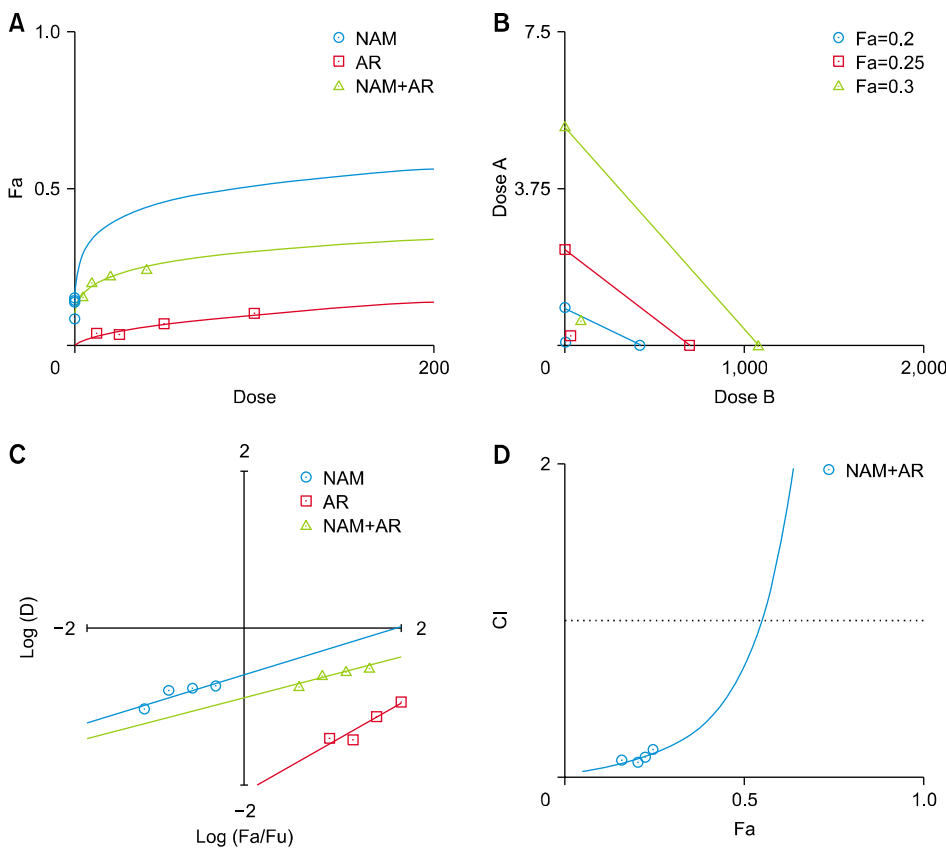 A
1.0
NAM
AR
NAM+AR
Fa
0.5
0
200
Dose
B
7.5
Fa=0.2
Fa=0.25
Fa=0.3
Dose A
3.75
0
1,000
2,000
Dose B
C
2
NAM
AR
NAM+AR
Log (D)
−2
2
−2
Log (Fa/Fu)
D
2
NAM+AR
CI
0
0.5
1.0
Fa